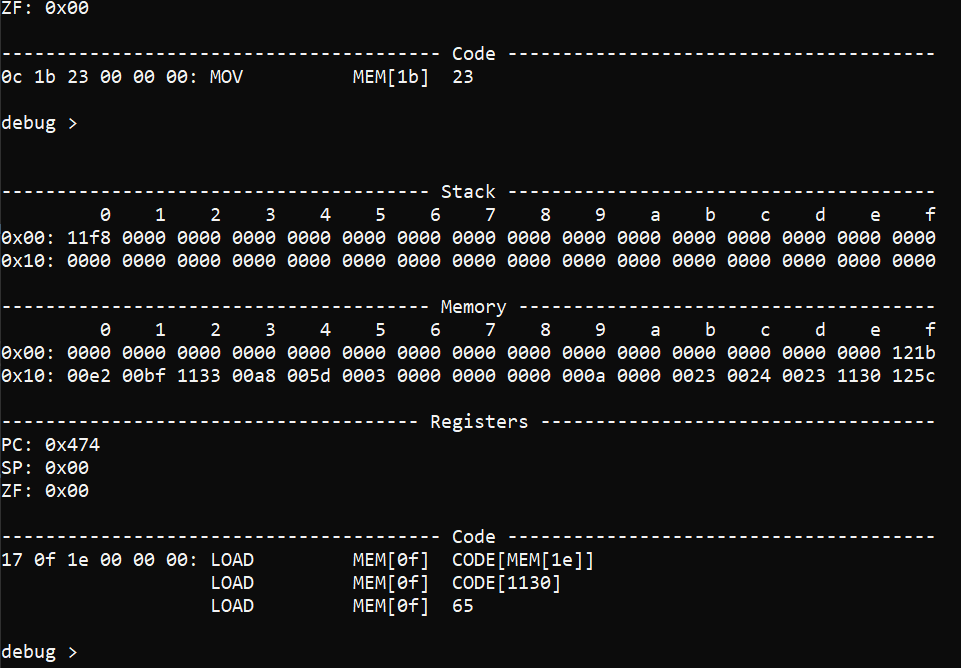 ZF: 0x00
---------------------------------------- Code ---------------------------------------
0c 1b 23 00 00 00: MOV          MEM[1b]  23
debug >
--------------------------------------- Stack ---------------------------------------
         0    1    2    3    4    5    6    7    8    9    a    b    c    d    e    f
0x00: 11f8 0000 0000 0000 0000 0000 0000 0000 0000 0000 0000 0000 0000 0000 0000 0000
0x10: 0000 0000 0000 0000 0000 0000 0000 0000 0000 0000 0000 0000 0000 0000 0000 0000
--------------------------------------- Memory --------------------------------------
         0    1    2    3    4    5    6    7    8    9    a    b    c    d    e    f
0x00: 0000 0000 0000 0000 0000 0000 0000 0000 0000 0000 0000 0000 0000 0000 0000 121b
0x10: 00e2 00bf 1133 00a8 005d 0003 0000 0000 0000 000a 0000 0023 0024 0023 1130 125c
-------------------------------------- Registers ------------------------------------
PC: 0x474
SP: 0x00
ZF: 0x00
---------------------------------------- Code ---------------------------------------
17 0f 1e 00 00 00: LOAD         MEM[0f]  CODE[MEM[1e]]
                   LOAD         MEM[0f]  CODE[1130]
                   LOAD         MEM[0f]  65
debug >